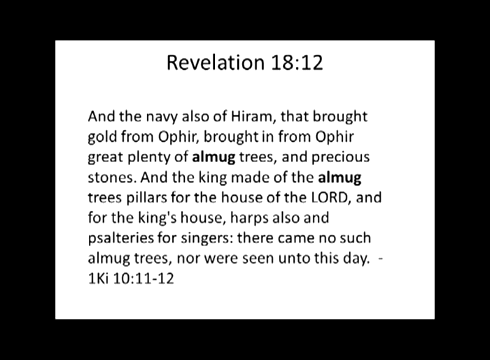 Revelation 18:12
And the navy also of Hiram, that brought
gold from Ophir, brought in from Ophir
great plenty of almug trees, and precious
stones. And the king made of the almug
trees pillars for the house of the LORD, and
for the king's house, harps also and
psalteries for singers: there came no such
almug trees, nor were seen unto this day.  -
1Ki 10:11-12